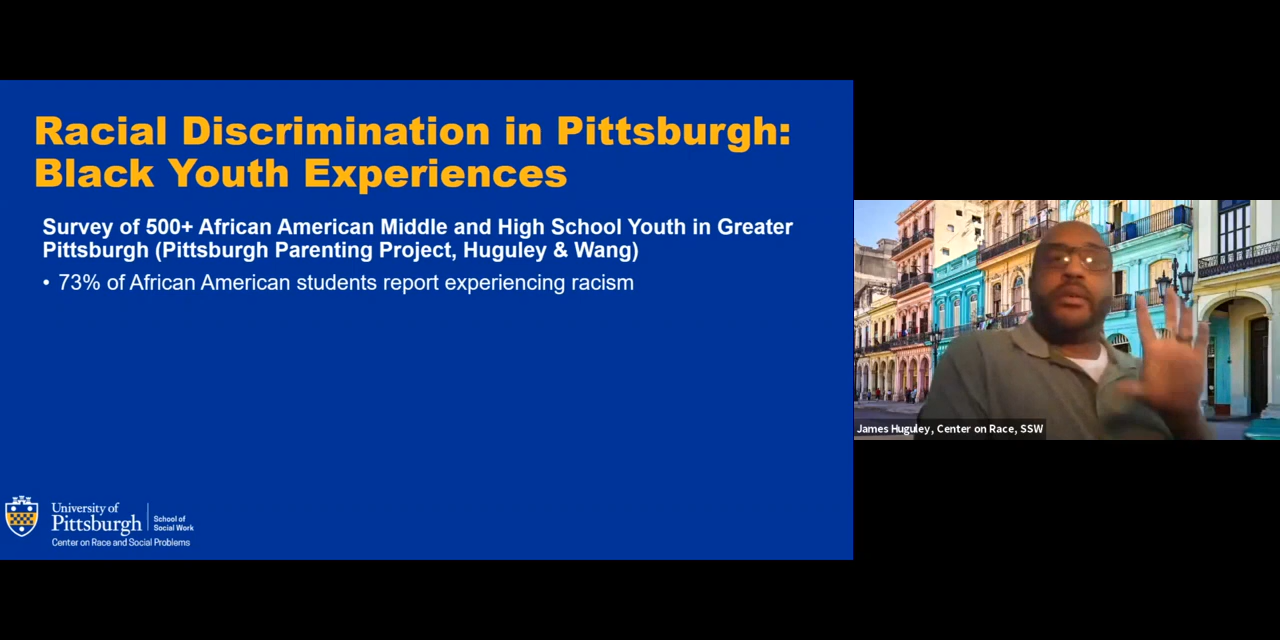 Racial Discrimination in Pittsburgh:
Black Youth Experiences
Survey of 500+ African American Middle and High School Youth in Greater
Pittsburgh (Pittsburgh Parenting Project, Huguley & Wang)
• 73% of African American students report experiencing racism
James Huguley, Center on Race, SSW
University of
Pittsburgh
School of
Social Work
Center on Race and Social Problems